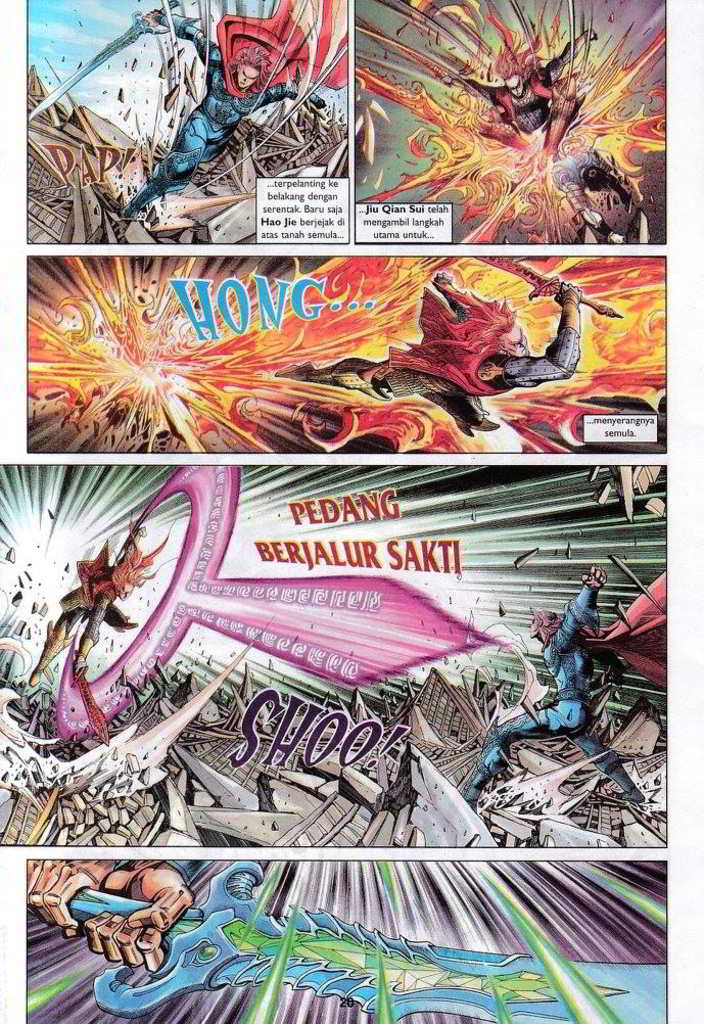 PAP!
...terpelanting ke
belakang dengan
serentak. Baru saja
Hao Jie berjejak di
atas tanah semula...
...Jiu Qian Sui telah
mengambil langkah
utama untuk...
HONG...
...menyerangnya
semula.
PEDANG
BERJALUR SAKTI
SHOO!
20